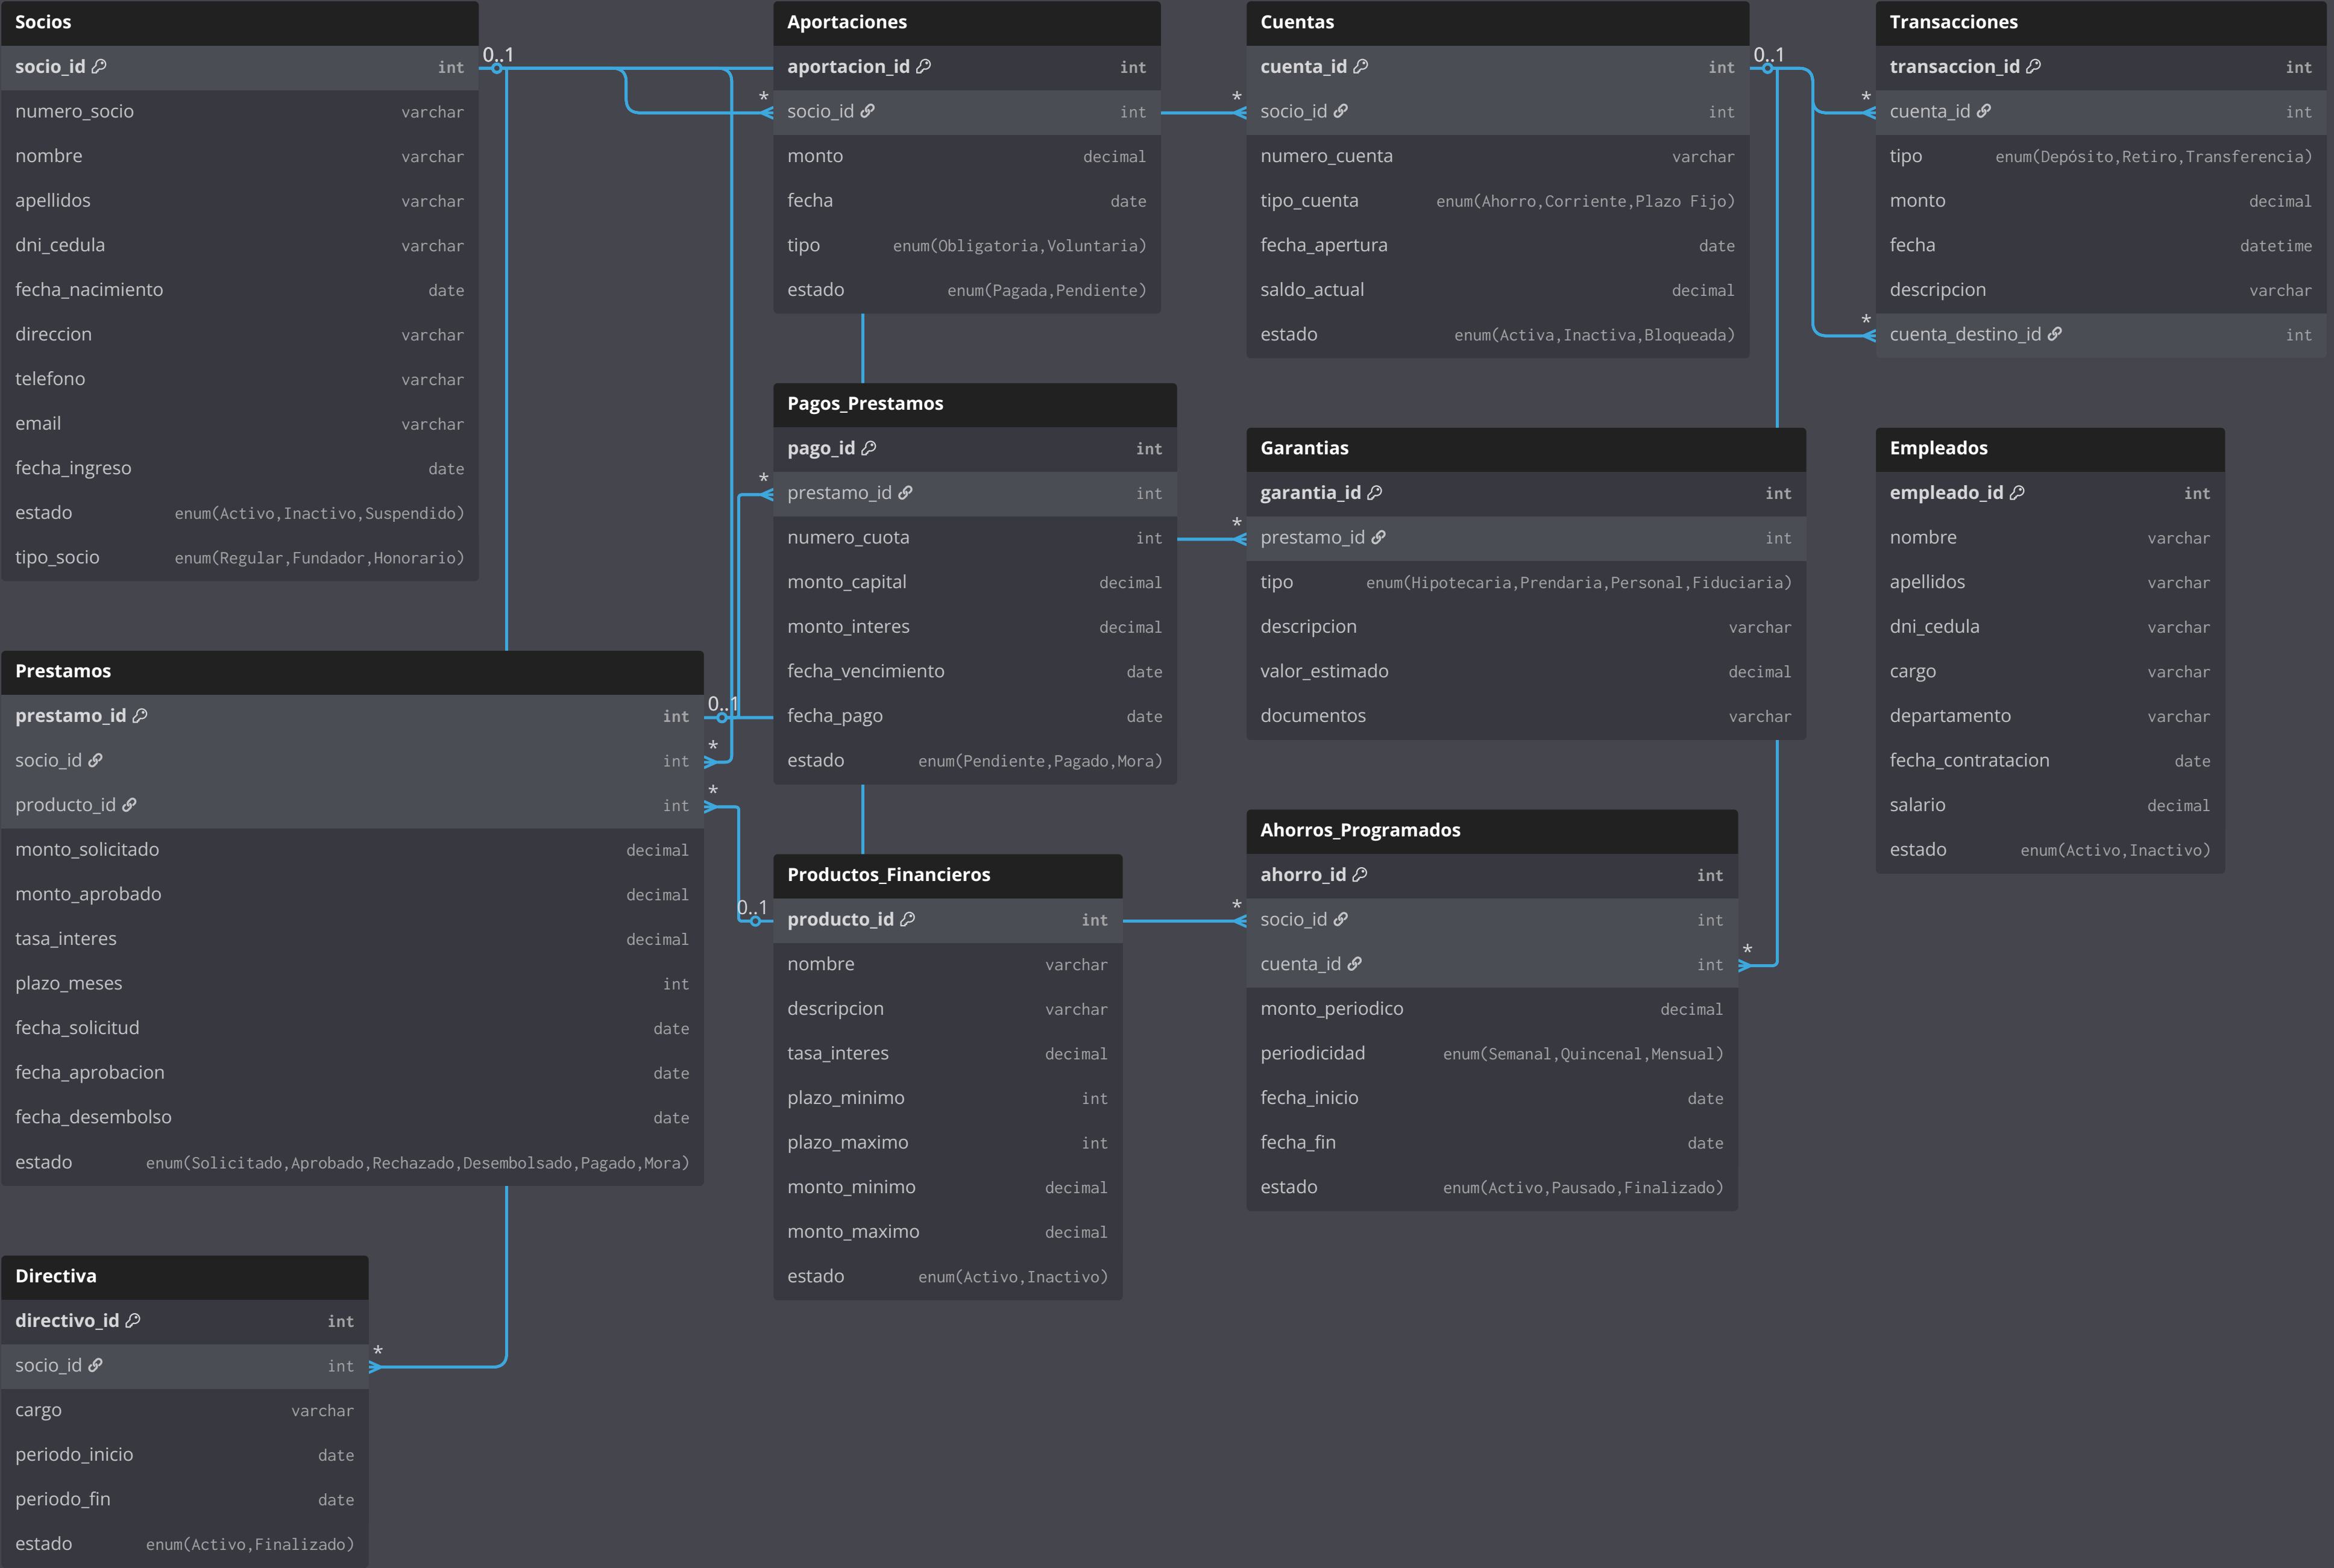 Socios
socio_id int
numero_socio varchar
nombre varchar
apellidos varchar
dni_cedula varchar
fecha_nacimiento date
direccion varchar
telefono varchar
email varchar
fecha_ingreso date
estado enum(Activo,Inactivo,Suspendido)
tipo_socio enum(Regular,Fundador,Honorario)
0..1
Aportaciones
aportacion_id int
* socio_id int
monto decimal
fecha date
tipo enum(Obligatoria,Voluntaria)
estado enum(Pagada,Pendiente)
Cuentas
cuenta_id int
* socio_id int
numero_cuenta varchar
tipo_cuenta enum(Ahorro,Corriente,Plazo Fijo)
fecha_apertura date
saldo_actual decimal
estado enum(Activa,Inactiva,Bloqueada)
0..1
Transacciones
transaccion_id int
* cuenta_id int
tipo enum(Depósito,Retiro,Transferencia)
monto decimal
fecha datetime
descripcion varchar
* cuenta_destino_id int
Pagos_Prestamos
pago_id int
* prestamo_id int
numero_cuota int
monto_capital decimal
monto_interes decimal
fecha_vencimiento date
fecha_pago date
estado enum(Pendiente,Pagado,Mora)
Garantias
garantia_id int
* prestamo_id int
tipo enum(Hipotecaria,Prendaria,Personal,Fiduciaria)
descripcion varchar
valor_estimado decimal
documentos varchar
Empleados
empleado_id int
nombre varchar
apellidos varchar
dni_cedula varchar
cargo varchar
departamento varchar
fecha_contratacion date
salario decimal
estado enum(Activo,Inactivo)
Prestamos
prestamo_id int 0..1
socio_id int *
producto_id int *
monto_solicitado decimal
monto_aprobado decimal
tasa_interes decimal
plazo_meses int
fecha_solicitud date
fecha_aprobacion date
fecha_desembolso date
estado enum(Solicitado,Aprobado,Rechazado,Desembolsado,Pagado,Mora)
Productos_Financieros
0..1 producto_id int
nombre varchar
descripcion varchar
tasa_interes decimal
plazo_minimo int
plazo_maximo int
monto_minimo decimal
monto_maximo decimal
estado enum(Activo,Inactivo)
Ahorros_Programados
ahorro_id int
* socio_id int
cuenta_id int *
monto_periodico decimal
periodicidad enum(Semanal,Quincenal,Mensual)
fecha_inicio date
fecha_fin date
estado enum(Activo,Pausado,Finalizado)
Directiva
directivo_id int
socio_id int *
cargo varchar
periodo_inicio date
periodo_fin date
estado enum(Activo,Finalizado)